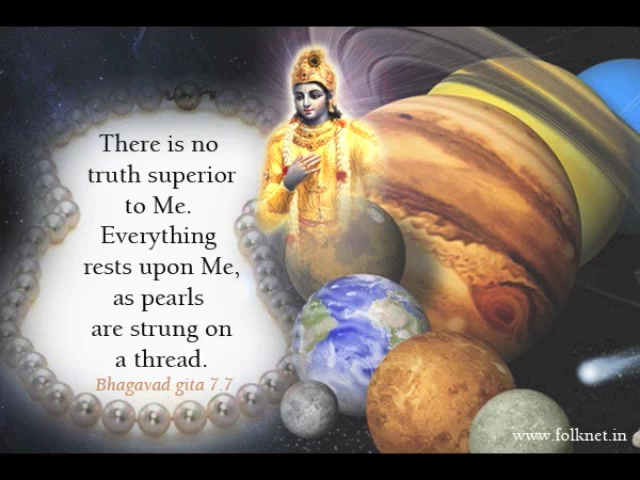 There is no
truth superior
to Me.
Everything
rests upon Me,
as pearls
are strung on
a thread.
Bhagavad gita 7.7
www.folknet.in